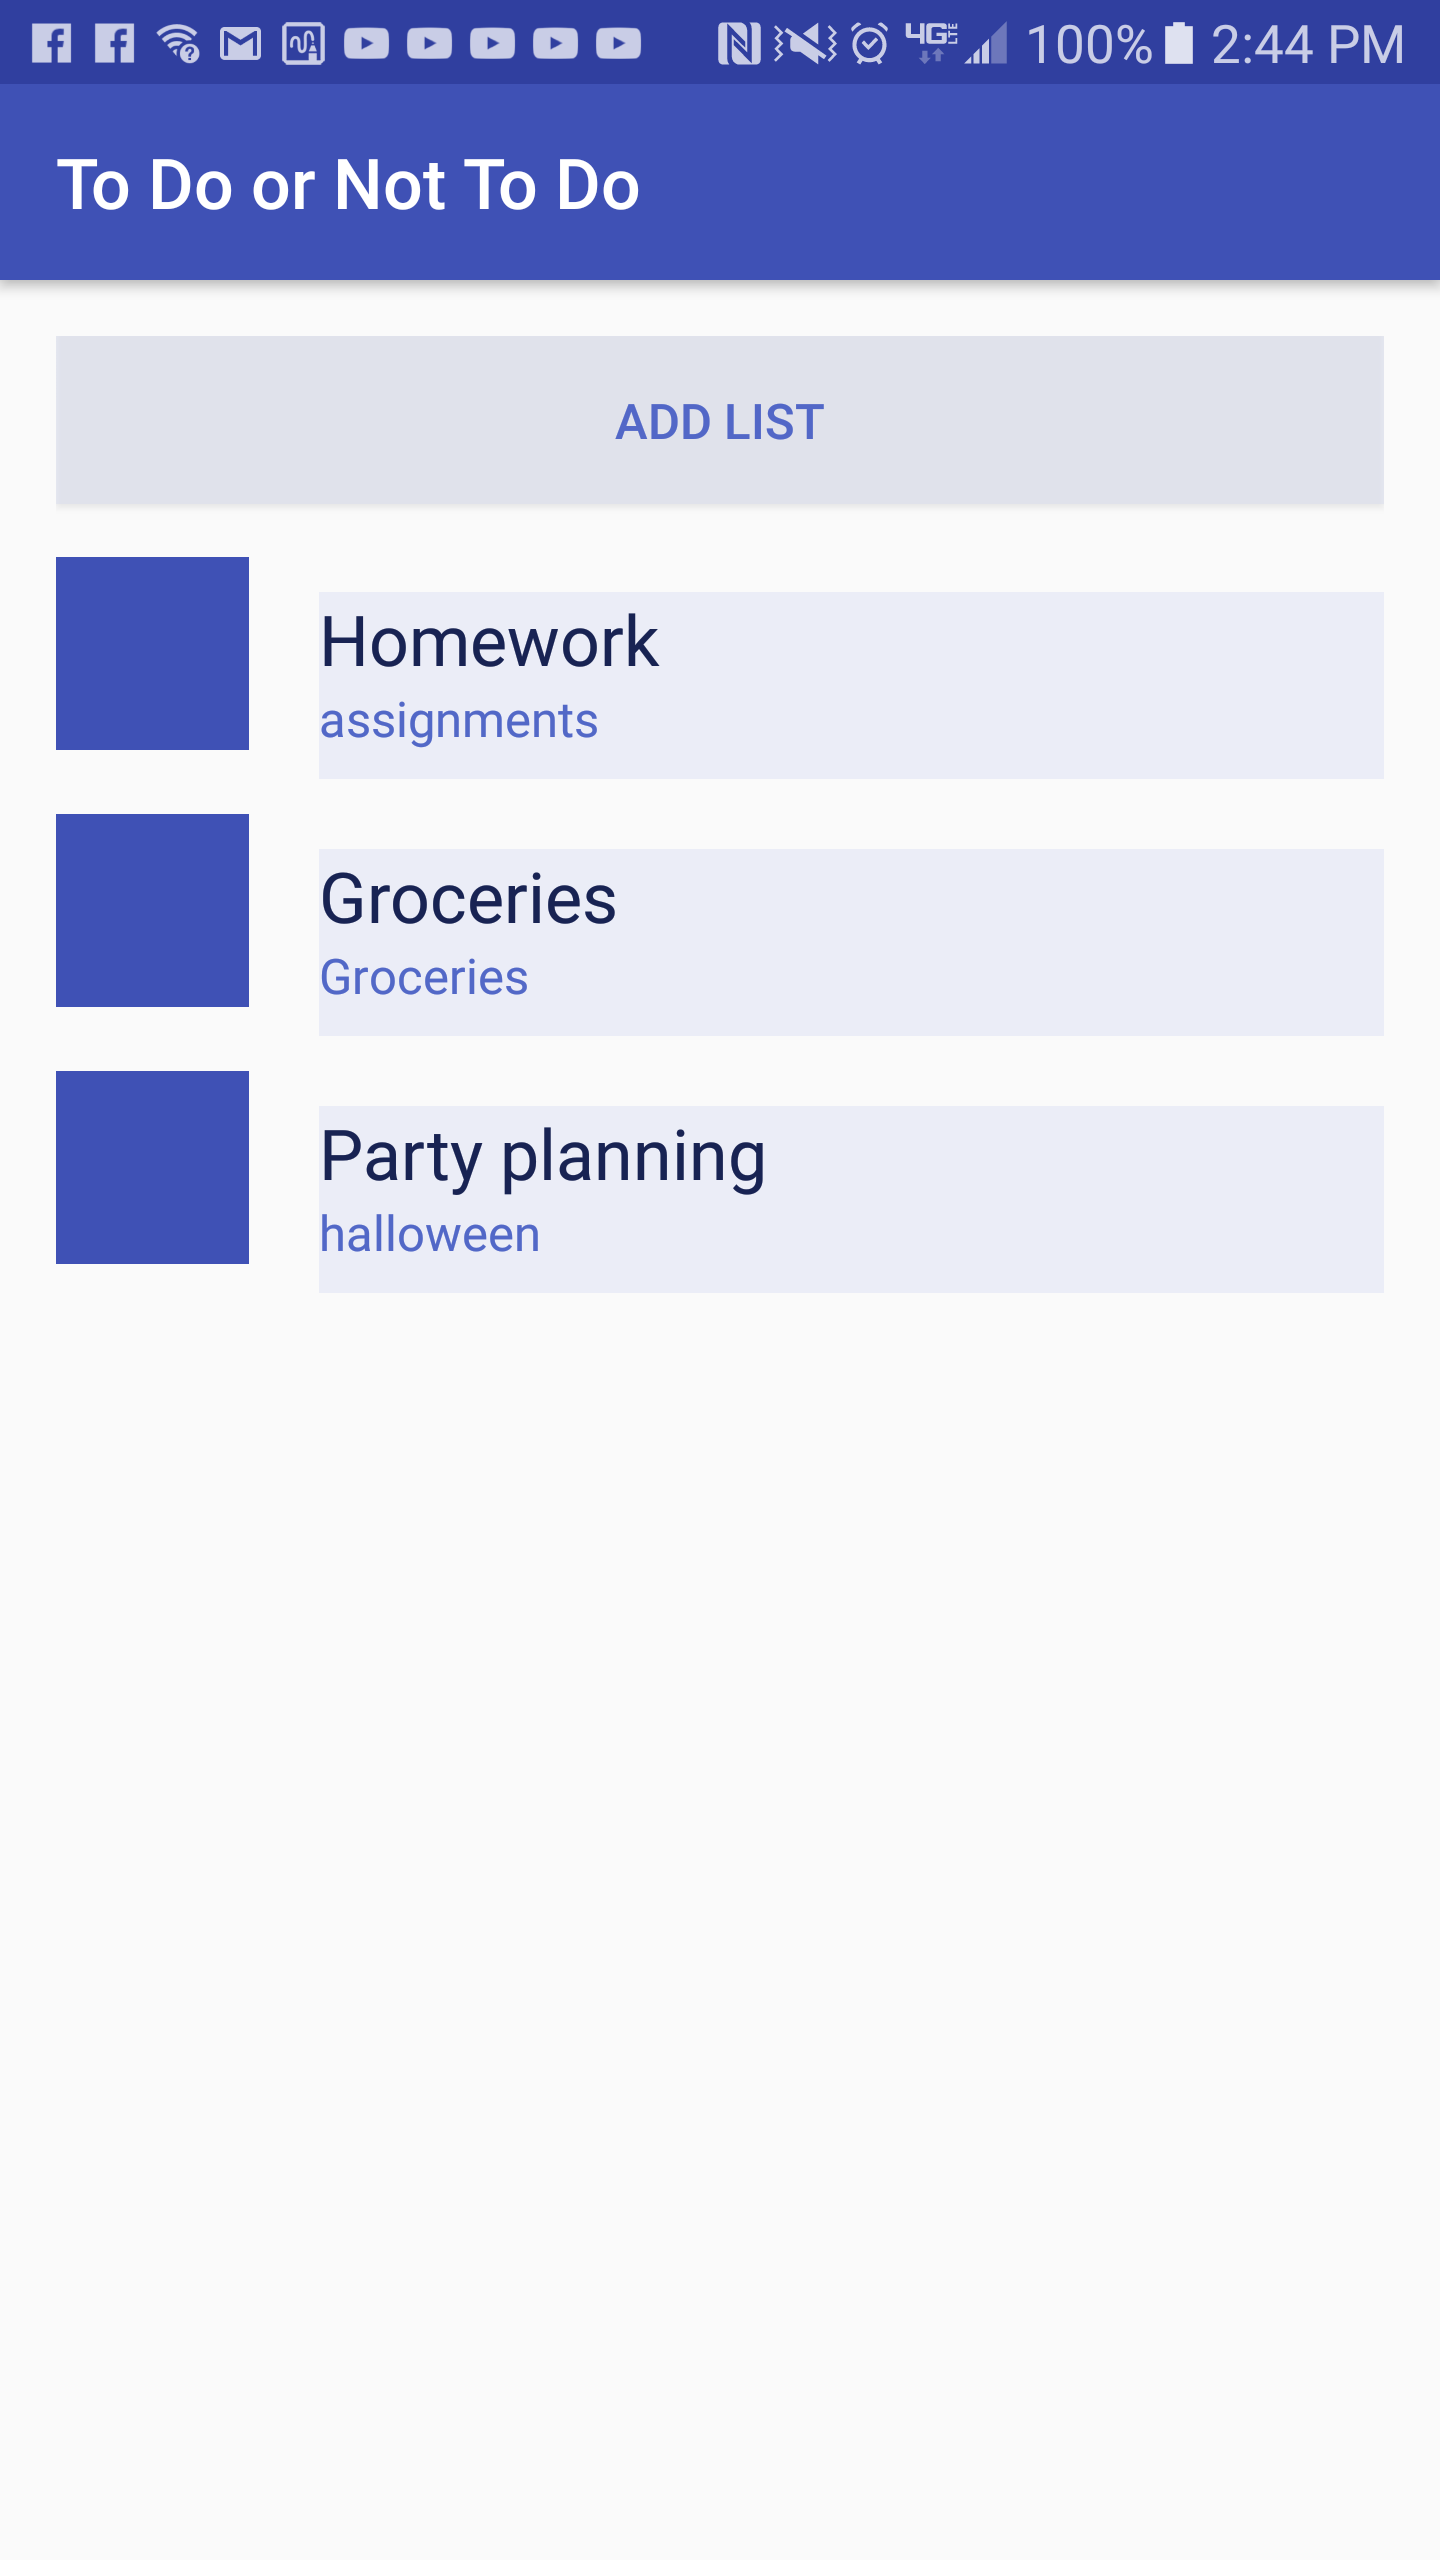 4G LTE 100% 2:44 PM
To Do or Not To Do
ADD LIST
Homework
assignments
Groceries
Groceries
Party planning
halloween